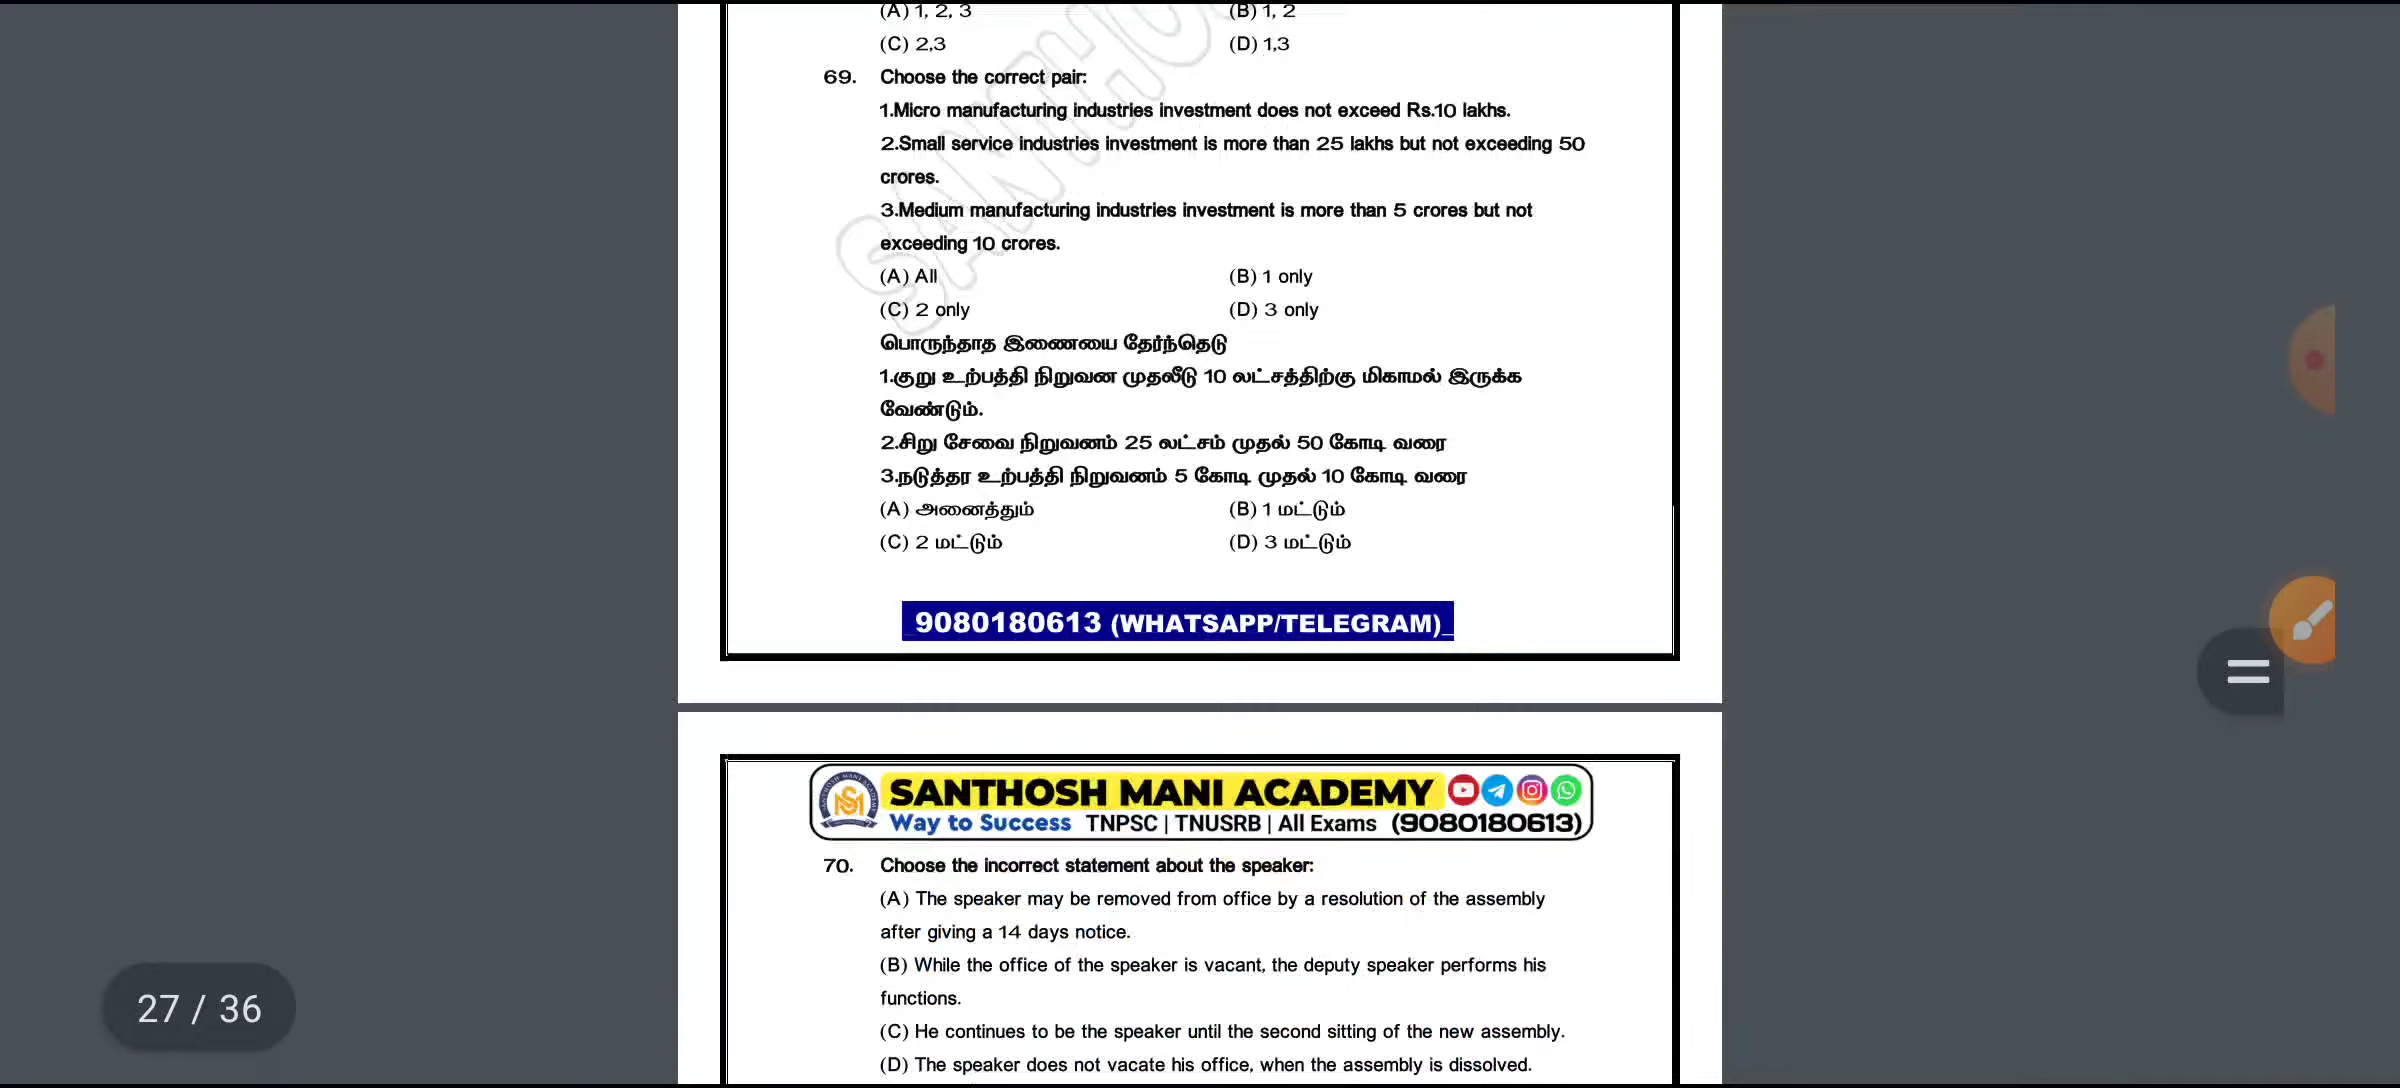 (A) 1, 2, 3 (B) 1, 2
(C) 2,3 (D) 1,3
69. Choose the correct pair:
1.Micro manufacturing industries investment does not exceed Rs.10 lakhs.
2.Small service industries investment is more than 25 lakhs but not exceeding 50
crores.
3.Medium manufacturing industries investment is more than 5 crores but not
exceeding 10 crores.
(A) All (B) 1 only
(C) 2 only (D) 3 only
பொருந்தாத இணையை தேர்ந்தெடு
1.குறு உற்பத்தி நிறுவன முதலீடு 10 லட்சத்திற்கு மிகாமல் இருக்க
வேண்டும்.
2.சிறு சேவை நிறுவனம் 25 லட்சம் முதல் 50 கோடி வரை
3.நடுத்தர உற்பத்தி நிறுவனம் 5 கோடி முதல் 10 கோடி வரை
(A) அனைத்தும் (B) 1 மட்டும்
(C) 2 மட்டும் (D) 3 மட்டும்
9080180613 (WHATSAPP/TELEGRAM)
SANTHOSH MANI ACADEMY
Way to Success TNPSC | TNUSRB | All Exams (9080180613)
70. Choose the incorrect statement about the speaker:
(A) The speaker may be removed from office by a resolution of the assembly
after giving a 14 days notice.
(B) While the office of the speaker is vacant, the deputy speaker performs his
functions.
(C) He continues to be the speaker until the second sitting of the new assembly.
(D) The speaker does not vacate his office, when the assembly is dissolved.
27 / 36